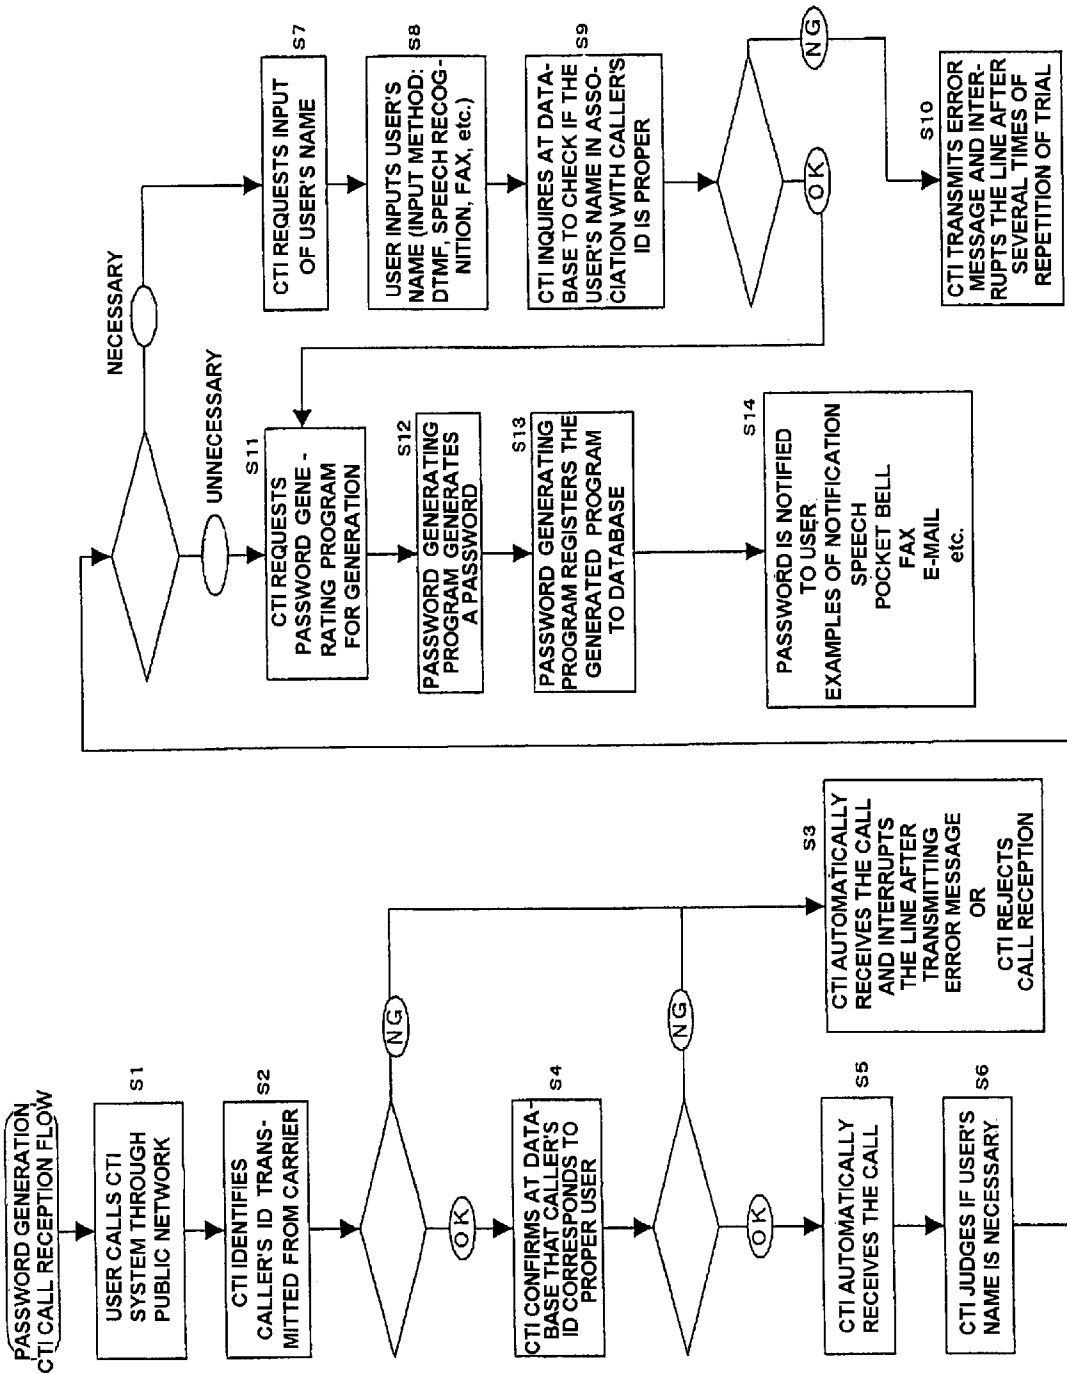 PASSWORD GENERATION
CTI CALL RECEPTION FLOW
S1
USER CALLS CTI
SYSTEM THROUGH
PUBLIC NETWORK
S2
CTI IDENTIFIES
CALLER'S ID TRANS-
MITTED FROM CARRIER
NG
OK
S3
CTI AUTOMATICALLY
RECEIVES THE CALL
AND INTERRUPTS
THE LINE AFTER
TRANSMITTING
ERROR MESSAGE
OR
CTI REJECTS
CALL RECEPTION
S4
CTI CONFIRMS AT DATA-
BASE THAT CALLER'S
ID CORRESPONDS TO
PROPER USER
NG
OK
S5
CTI AUTOMATICALLY
RECEIVES THE CALL
S6
CTI JUDGES IF USER'S
NAME IS NECESSARY
NECESSARY
UNNECESSARY
S7
CTI REQUESTS INPUT
OF USER'S NAME
S8
USER INPUTS USER'S
NAME (INPUT METHOD:
DTMF, SPEECH RECOG-
NITION, FAX, etc.)
S9
CTI INQUIRES AT DATA-
BASE TO CHECK IF THE
USER'S NAME IN ASSO-
CIATION WITH CALLER'S
ID IS PROPER
NG
OK
S10
CTI TRANSMITS ERROR
MESSAGE AND INTER-
RUPTS THE LINE AFTER
SEVERAL TIMES OF
REPETITION OF TRIAL
S11
CTI REQUESTS
PASSWORD GENE-
RATING PROGRAM
FOR GENERATION
S12
PASSWORD GENERATING
PROGRAM GENERATES
A PASSWORD
S13
PASSWORD GENERATING
PROGRAM REGISTERS THE
GENERATED PROGRAM
TO DATABASE
S14
PASSWORD IS NOTIFIED
TO USER
EXAMPLES OF NOTIFICATION
SPEECH
POCKET BELL
FAX
E-MAIL
etc.